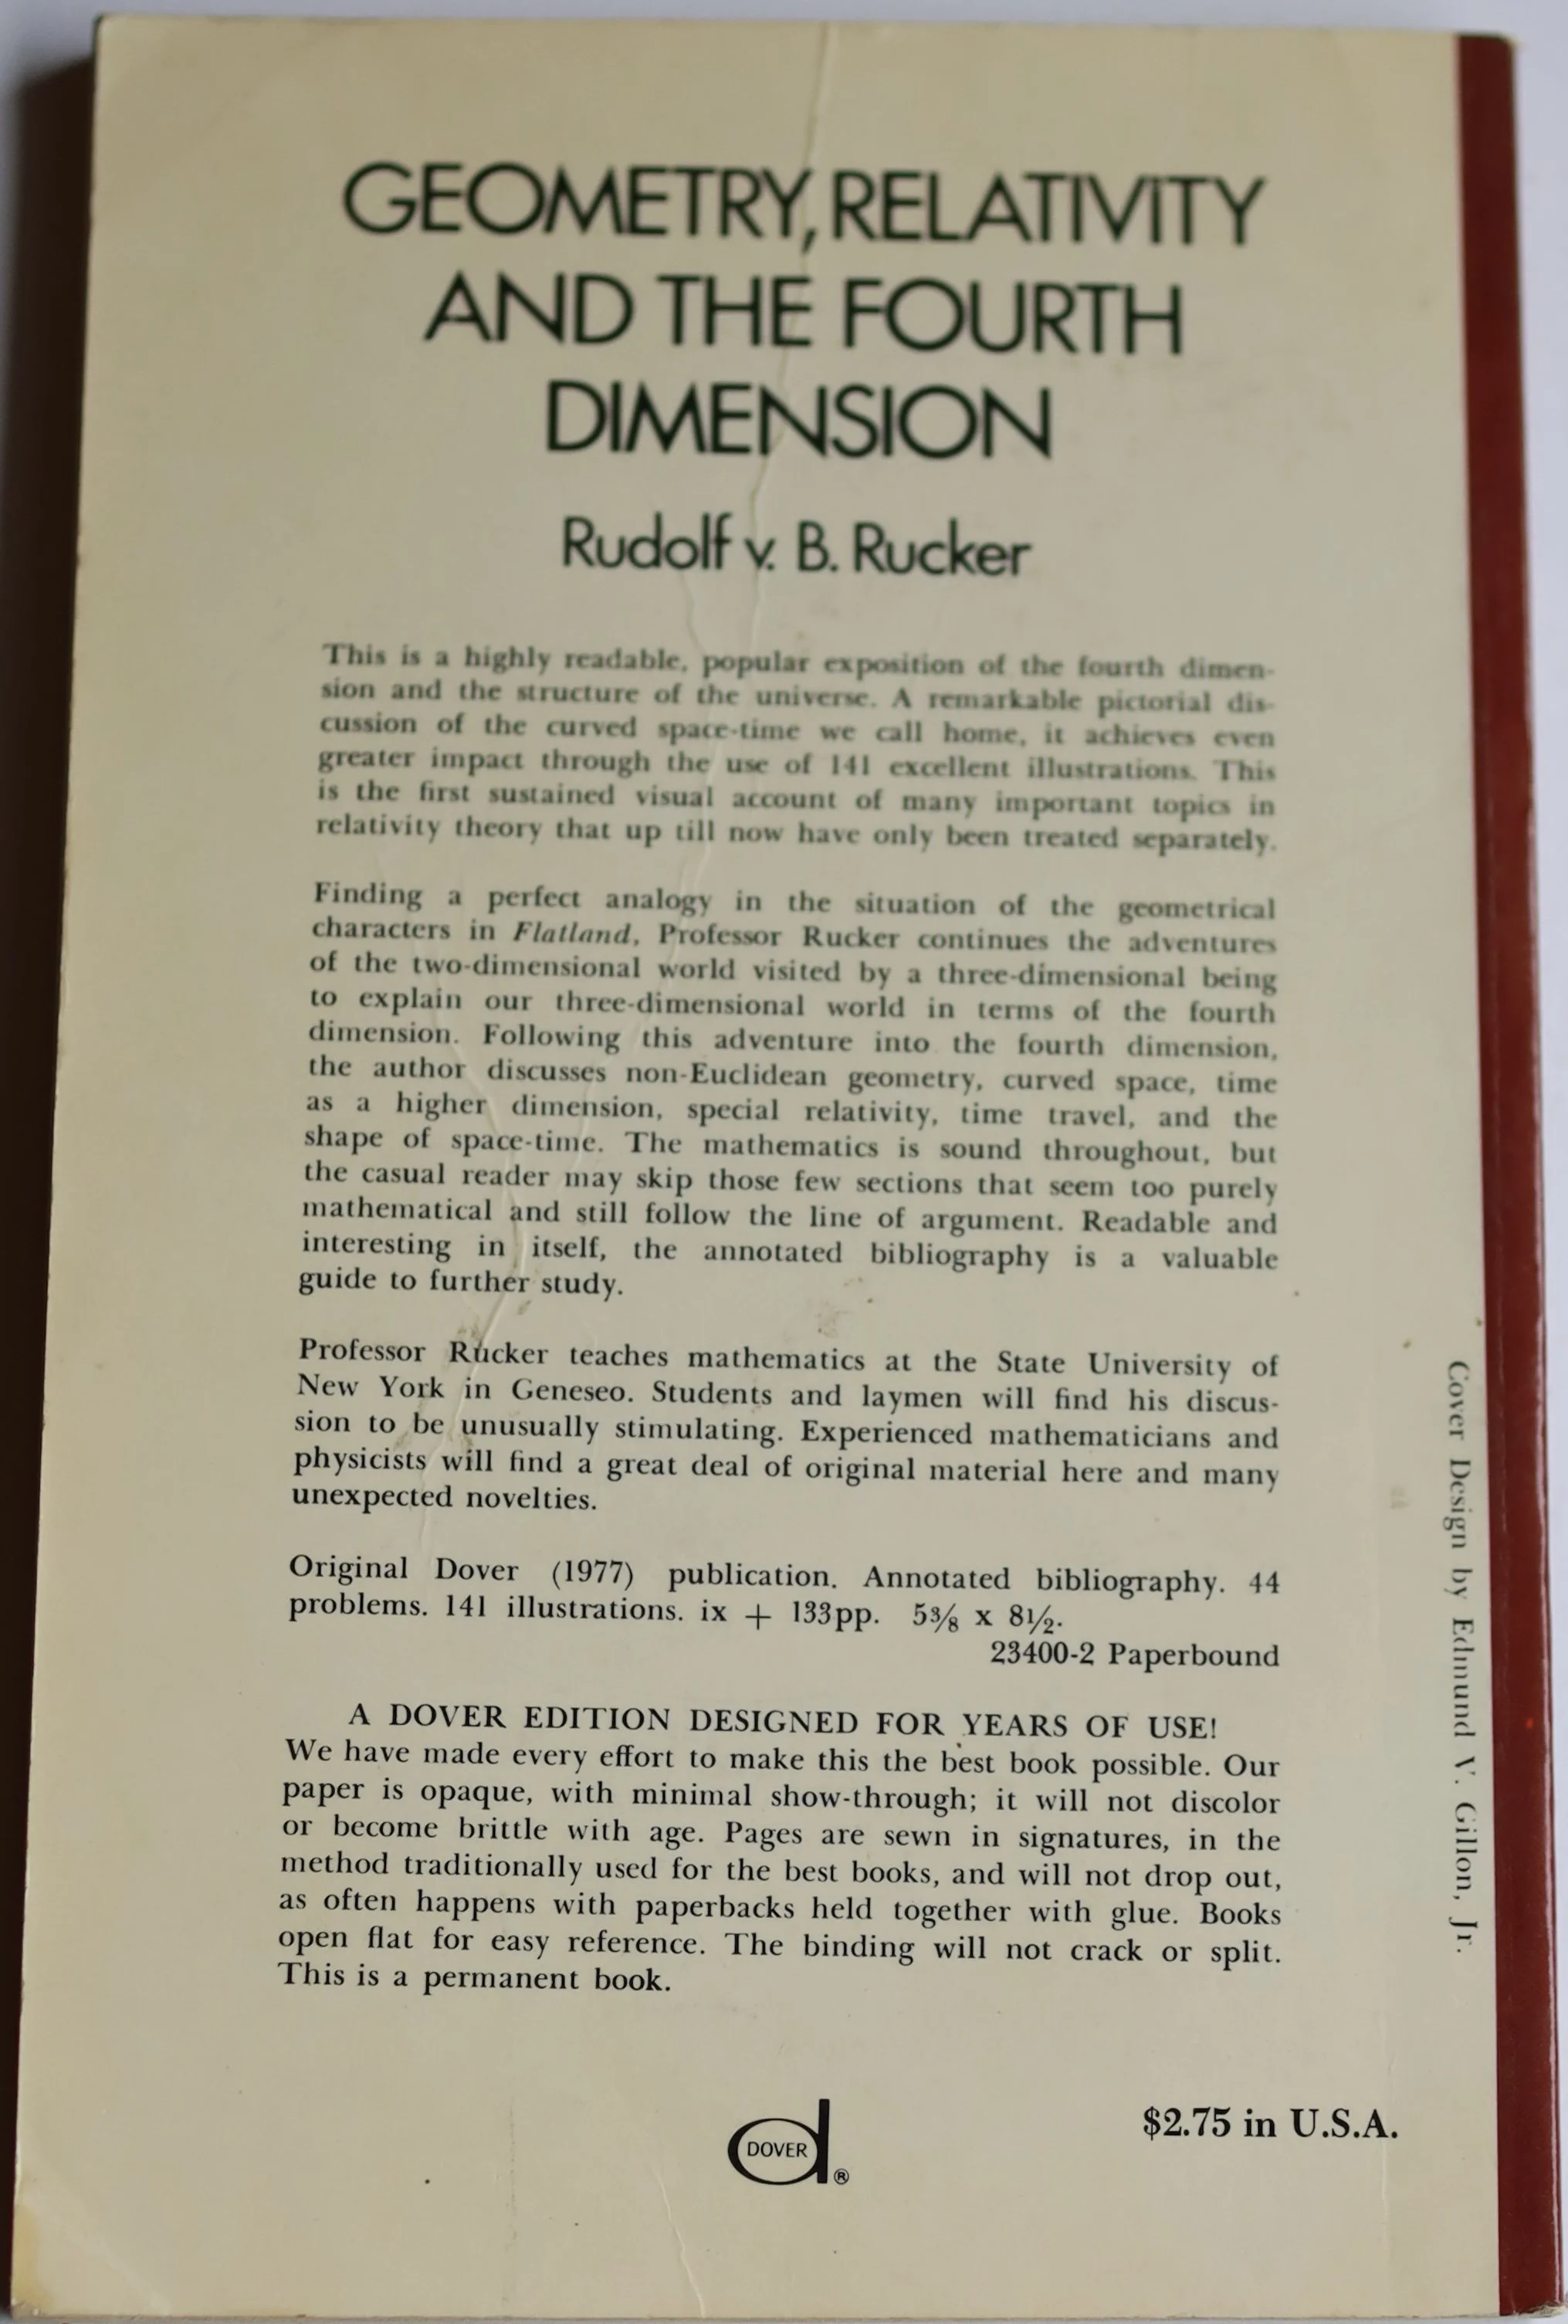 GEOMETRY, RELATIVITY
AND THE FOURTH
DIMENSION
Rudolf v. B. Rucker
This is a highly readable, popular exposition of the fourth dimen-
sion and the structure of the universe. A remarkable pictorial dis-
cussion of the curved space-time we call home, it achieves even
greater impact through the use of 141 excellent illustrations. This
is the first sustained visual account of many important topics in
relativity theory that up till now have only been treated separately.
Finding a perfect analogy in the situation of the geometrical
characters in Flatland, Professor Rucker continues the adventures
of the two-dimensional world visited by a three-dimensional being
to explain our three-dimensional world in terms of the fourth
dimension. Following this adventure into the fourth dimension,
the author discusses non-Euclidean geometry, curved space, time
as a higher dimension, special relativity, time travel, and the
shape of space-time. The mathematics is sound throughout, but
the casual reader may skip those few sections that seem too purely
mathematical and still follow the line of argument. Readable and
interesting in itself, the annotated bibliography is a valuable
guide to further study.
Professor Rucker teaches mathematics at the State University of
New York in Geneseo. Students and laymen will find his discus-
sion to be unusually stimulating. Experienced mathematicians and
physicists will find a great deal of original material here and many
unexpected novelties.
Original Dover (1977) publication. Annotated bibliography. 44
problems. 141 illustrations. ix + 133pp. 5⅜ x 8½.
23400-2 Paperbound
A DOVER EDITION DESIGNED FOR YEARS OF USE!
We have made every effort to make this the best book possible. Our
paper is opaque, with minimal show-through; it will not discolor
or become brittle with age. Pages are sewn in signatures, in the
method traditionally used for the best books, and will not drop out,
as often happens with paperbacks held together with glue. Books
open flat for easy reference. The binding will not crack or split.
This is a permanent book.
DOVER ®
$2.75 in U.S.A.
Cover Design by Edmund V. Gillon, Jr.